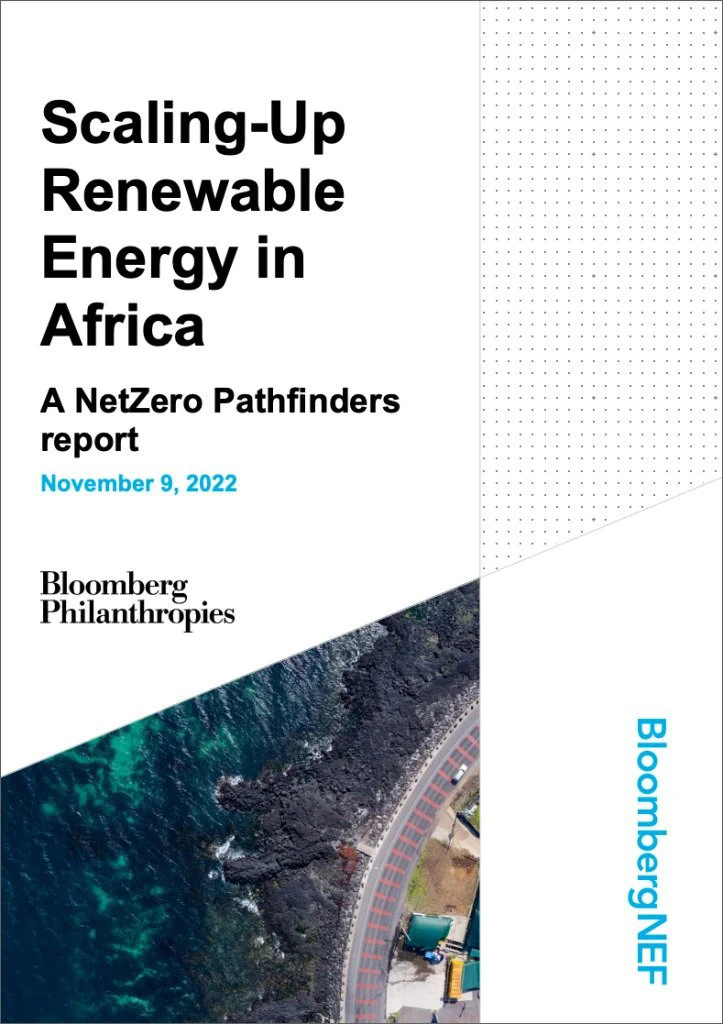 Scaling-Up
Renewable
Energy in
Africa
A NetZero Pathfinders
report
November 9, 2022
Bloomberg
Philanthropies
BloombergNEF